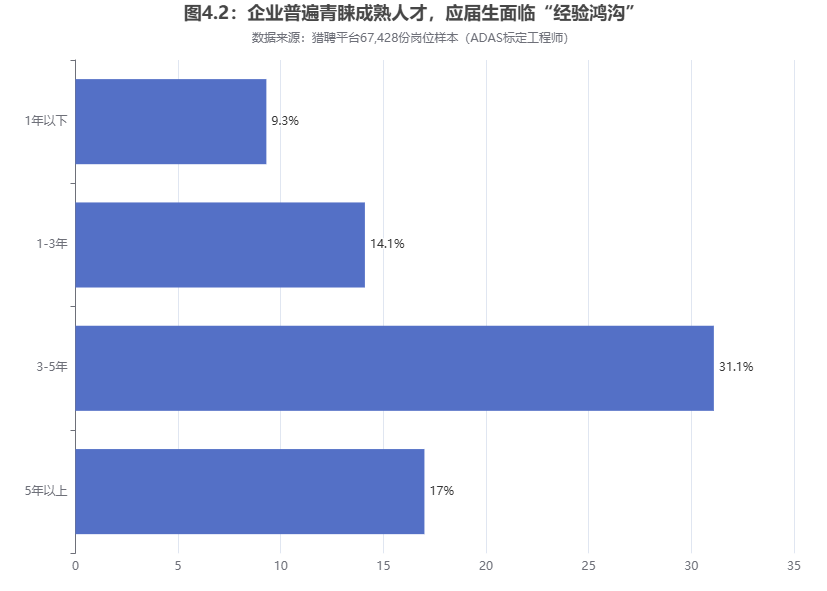 图4.2：企业普遍青睐成熟人才，应届生面临“经验鸿沟”
数据来源：猎聘平台67,428份岗位样本（ADAS标定工程师）
1年以下
9.3%
1-3年
14.1%
3-5年
31.1%
5年以上
17%
0 5 10 15 20 25 30 35